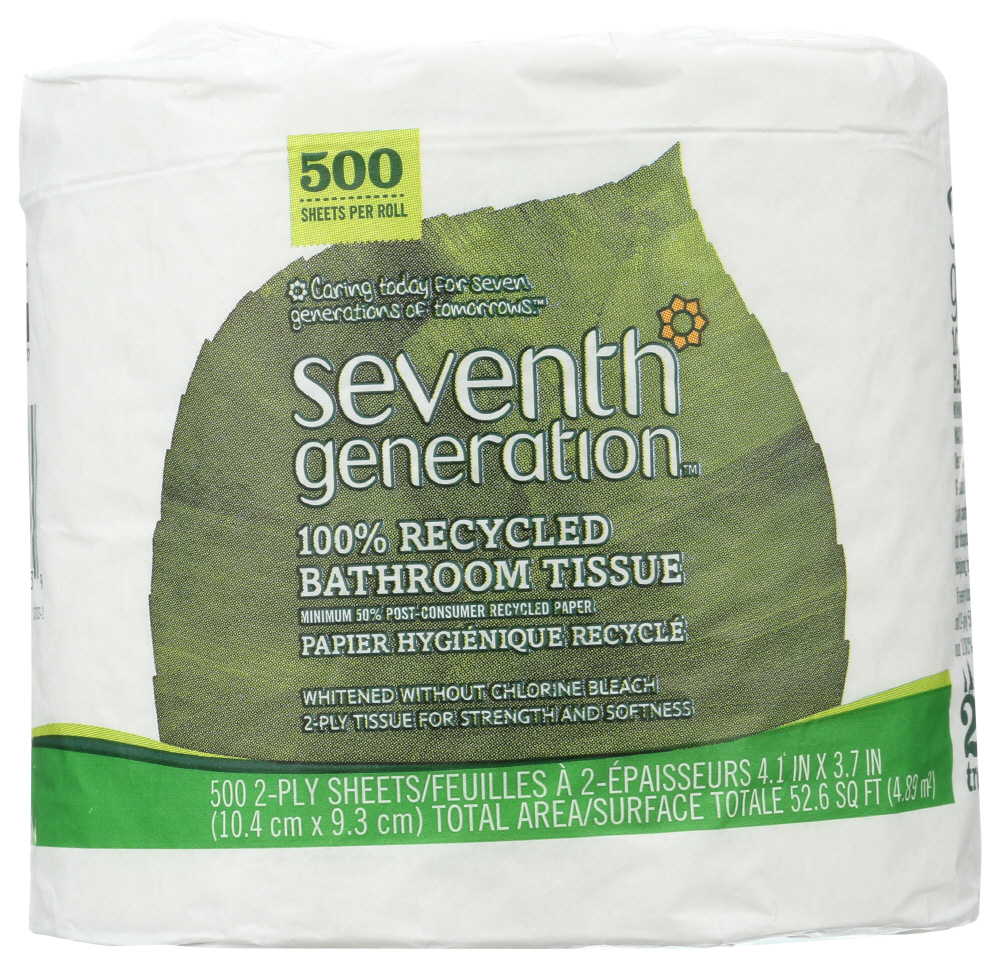 500
SHEETS PER ROLL
Caring today for seven
generations of tomorrows.™
seventh
generation™
100% RECYCLED
BATHROOM TISSUE
MINIMUM 50% POST-CONSUMER RECYCLED PAPER
PAPIER HYGIÉNIQUE RECYCLÉ
WHITENED WITHOUT CHLORINE BLEACH
2-PLY TISSUE FOR STRENGTH AND SOFTNESS
500 2-PLY SHEETS/FEUILLES À 2-ÉPAISSEURS 4.1 IN X 3.7 IN
(10.4 cm x 9.3 cm) TOTAL AREA/SURFACE TOTALE 52.6 SQ FT (4.89 m²)